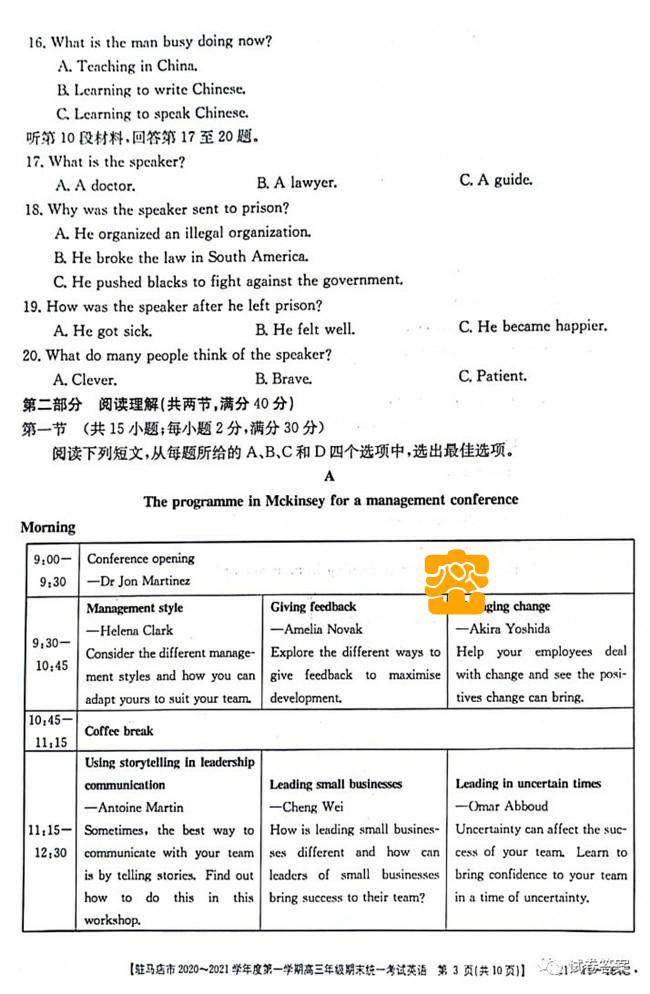 16. What is the man busy doing now?
A. Teaching in China.
B. Learning to write Chinese.
C. Learning to speak Chinese.
听第10段材料,回答第17至20题。
17. What is the speaker?
A. A doctor. B. A lawyer. C. A guide.
18. Why was the speaker sent to prison?
A. He organized an illegal organization.
B. He broke the law in South America.
C. He pushed blacks to fight against the government.
19. How was the speaker after he left prison?
A. He got sick. B. He felt well. C. He became happier.
20. What do many people think of the speaker?
A. Clever. B. Brave. C. Patient.
第二部分 阅读理解(共两节,满分40分)
第一节 (共15小题;每小题2分,满分30分)
阅读下列短文,从每题所给的A、B、C和D四个选项中,选出最佳选项。
A
The programme in Mckinsey for a management conference
Morning
9:00—
9:30
Conference opening
—Dr Jon Martinez
9:30—
10:45
Management style
—Helena Clark
Consider the different manage-
ment styles and how you can
adapt yours to suit your team.
Giving feedback
—Amelia Novak
Explore the different ways to
give feedback to maximise
development.
change
—Akira Yoshida
Help your employees deal
with change and see the posi-
tives change can bring.
10:45—
11:15
Coffee break
11:15—
12:30
Using storytelling in leadership
communication
—Antoine Martin
Sometimes, the best way to
communicate with your team
is by telling stories. Find out
how to do this in this
workshop.
Leading small businesses
—Cheng Wei
How is leading small busines-
ses different and how can
leaders of small businesses
bring success to their team?
Leading in uncertain times
—Omar Abboud
Uncertainty can affect the suc-
cess of your team. Learn to
bring confidence to your team
in a time of uncertainty.
【驻马店市2020~2021学年度第一学期高三年级期末统一考试英语 第3页(共10页)】
试卷答案